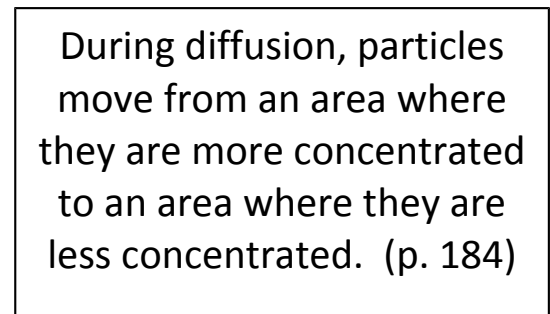 During diffusion, particles
move from an area where
they are more concentrated
to an area where they are
less concentrated.  (p. 184)